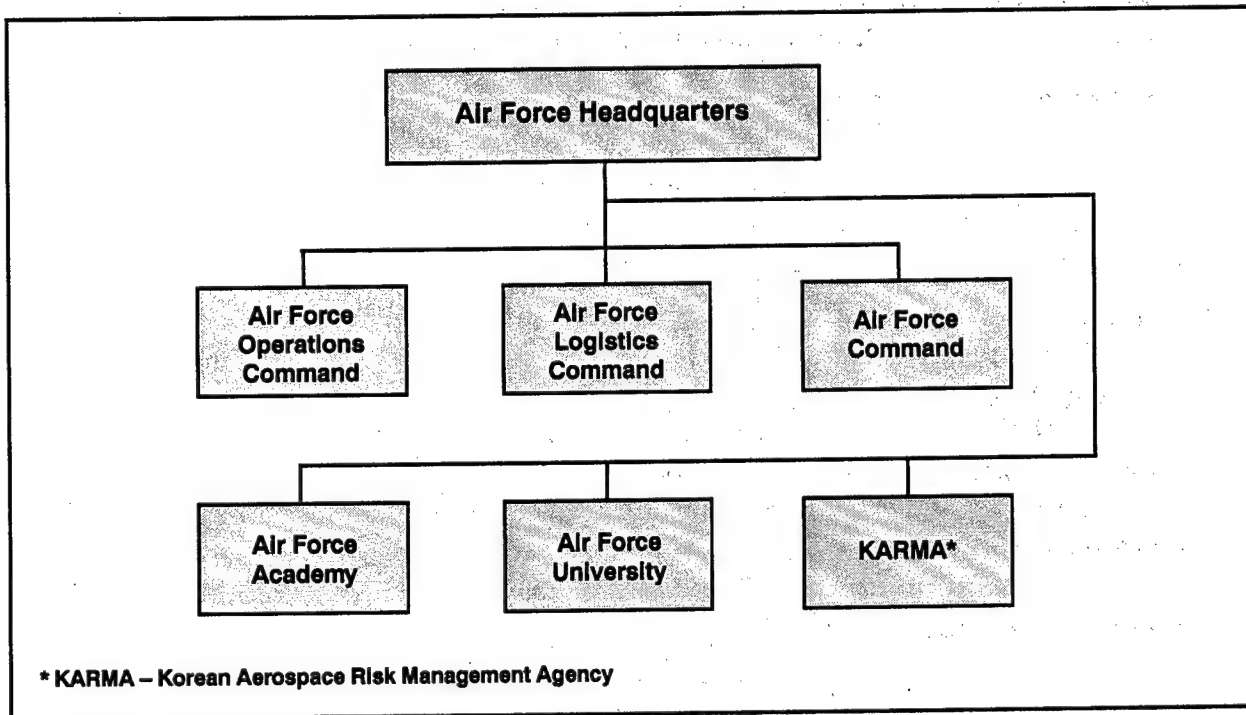 Air Force Headquarters
Air Force
Operations
Command
Air Force
Logistics
Command
Air Force
Command
Air Force
Academy
Air Force
University
KARMA*
* KARMA – Korean Aerospace Risk Management Agency